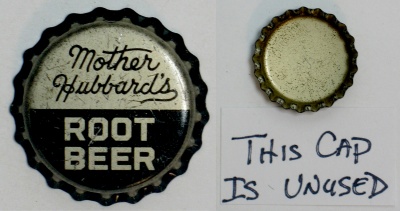 Mother
Hubbard's
ROOT
BEER
THIS CAP
IS UNUSED